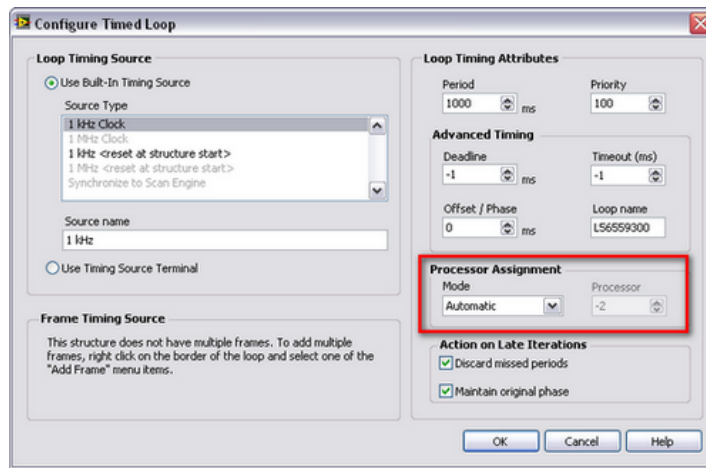 Configure Timed Loop
Loop Timing Source
Use Built-In Timing Source
Source Type
1 kHz Clock
1 MHz Clock
1 kHz <reset at structure start>
1 MHz <reset at structure start>
Synchronize to Scan Engine
Source name
1 kHz
Use Timing Source Terminal
Frame Timing Source
This structure does not have multiple frames. To add multiple
frames, right click on the border of the loop and select one of the
"Add Frame" menu items.
Loop Timing Attributes
Period Priority
1000 ms 100
Advanced Timing
Deadline Timeout (ms)
-1 ms -1
Offset / Phase Loop name
0 ms L56559300
Processor Assignment
Mode Processor
Automatic -2
Action on Late Iterations
Discard missed periods
Maintain original phase
OK Cancel Help